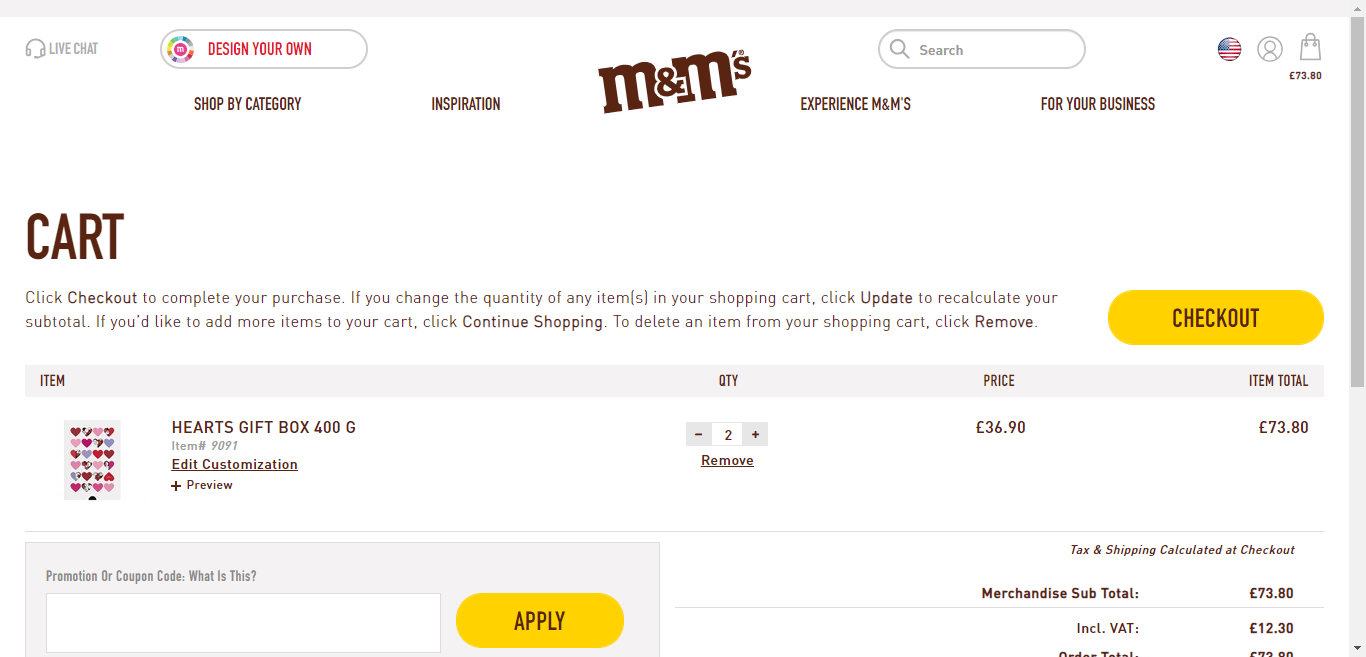 LIVE CHAT
DESIGN YOUR OWN
Search
£73.80
SHOP BY CATEGORY
INSPIRATION
m&m's®
EXPERIENCE M&M'S
FOR YOUR BUSINESS
CART
Click Checkout to complete your purchase. If you change the quantity of any item(s) in your shopping cart, click Update to recalculate your
subtotal. If you’d like to add more items to your cart, click Continue Shopping. To delete an item from your shopping cart, click Remove.
CHECKOUT
ITEM QTY PRICE ITEM TOTAL
HEARTS GIFT BOX 400 G
Item# 9091
Edit Customization
+ Preview
− 2 +
Remove
£36.90
£73.80
Promotion Or Coupon Code: What Is This?
APPLY
Tax & Shipping Calculated at Checkout
Merchandise Sub Total: £73.80
Incl. VAT: £12.30
Order Total: £73.80